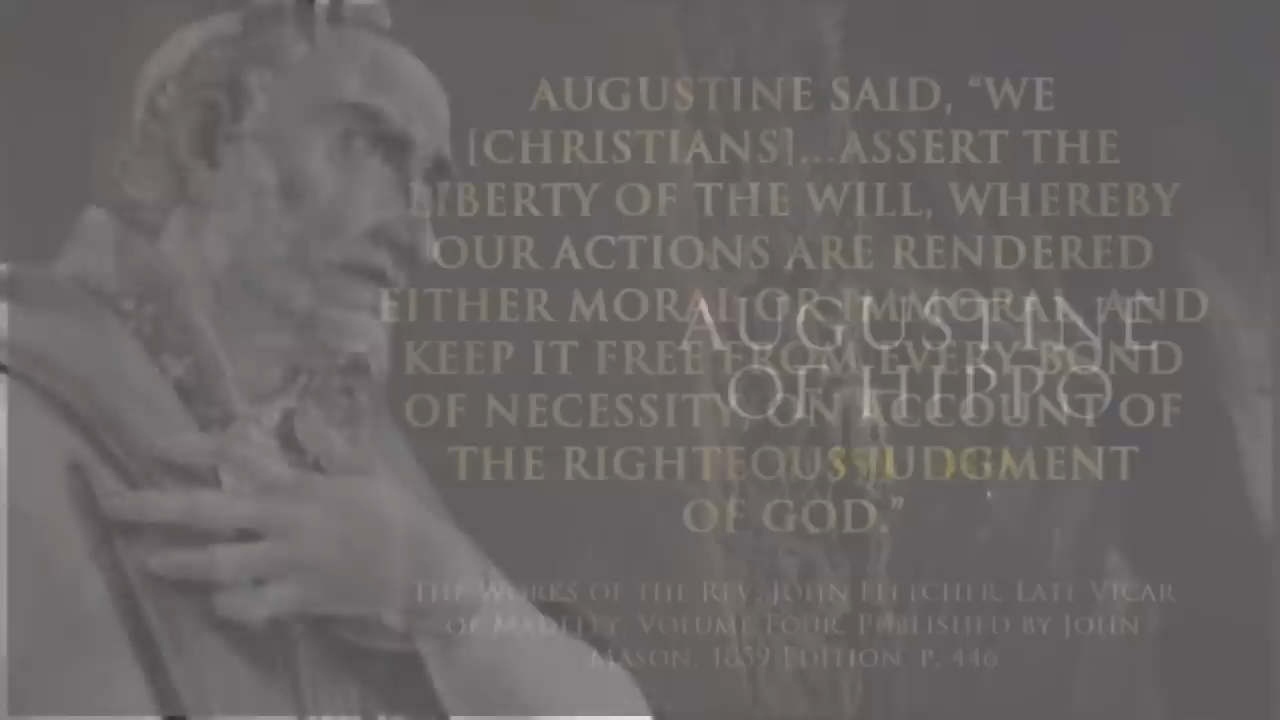 AUGUSTINE SAID, “WE
[CHRISTIANS]...ASSERT THE
LIBERTY OF THE WILL, WHEREBY
OUR ACTIONS ARE RENDERED
EITHER MORAL OR IMMORAL, AND
KEEP IT FREE FROM EVERY BOND
OF NECESSITY, ON ACCOUNT OF
THE RIGHTEOUS JUDGMENT
OF GOD.”
AUGUSTINE
OF HIPPO
THE WORKS OF THE REV. JOHN FLETCHER, LATE VICAR
OF MADELEY, VOLUME FOUR, PUBLISHED BY JOHN
MASON, 1859 EDITION, P. 446